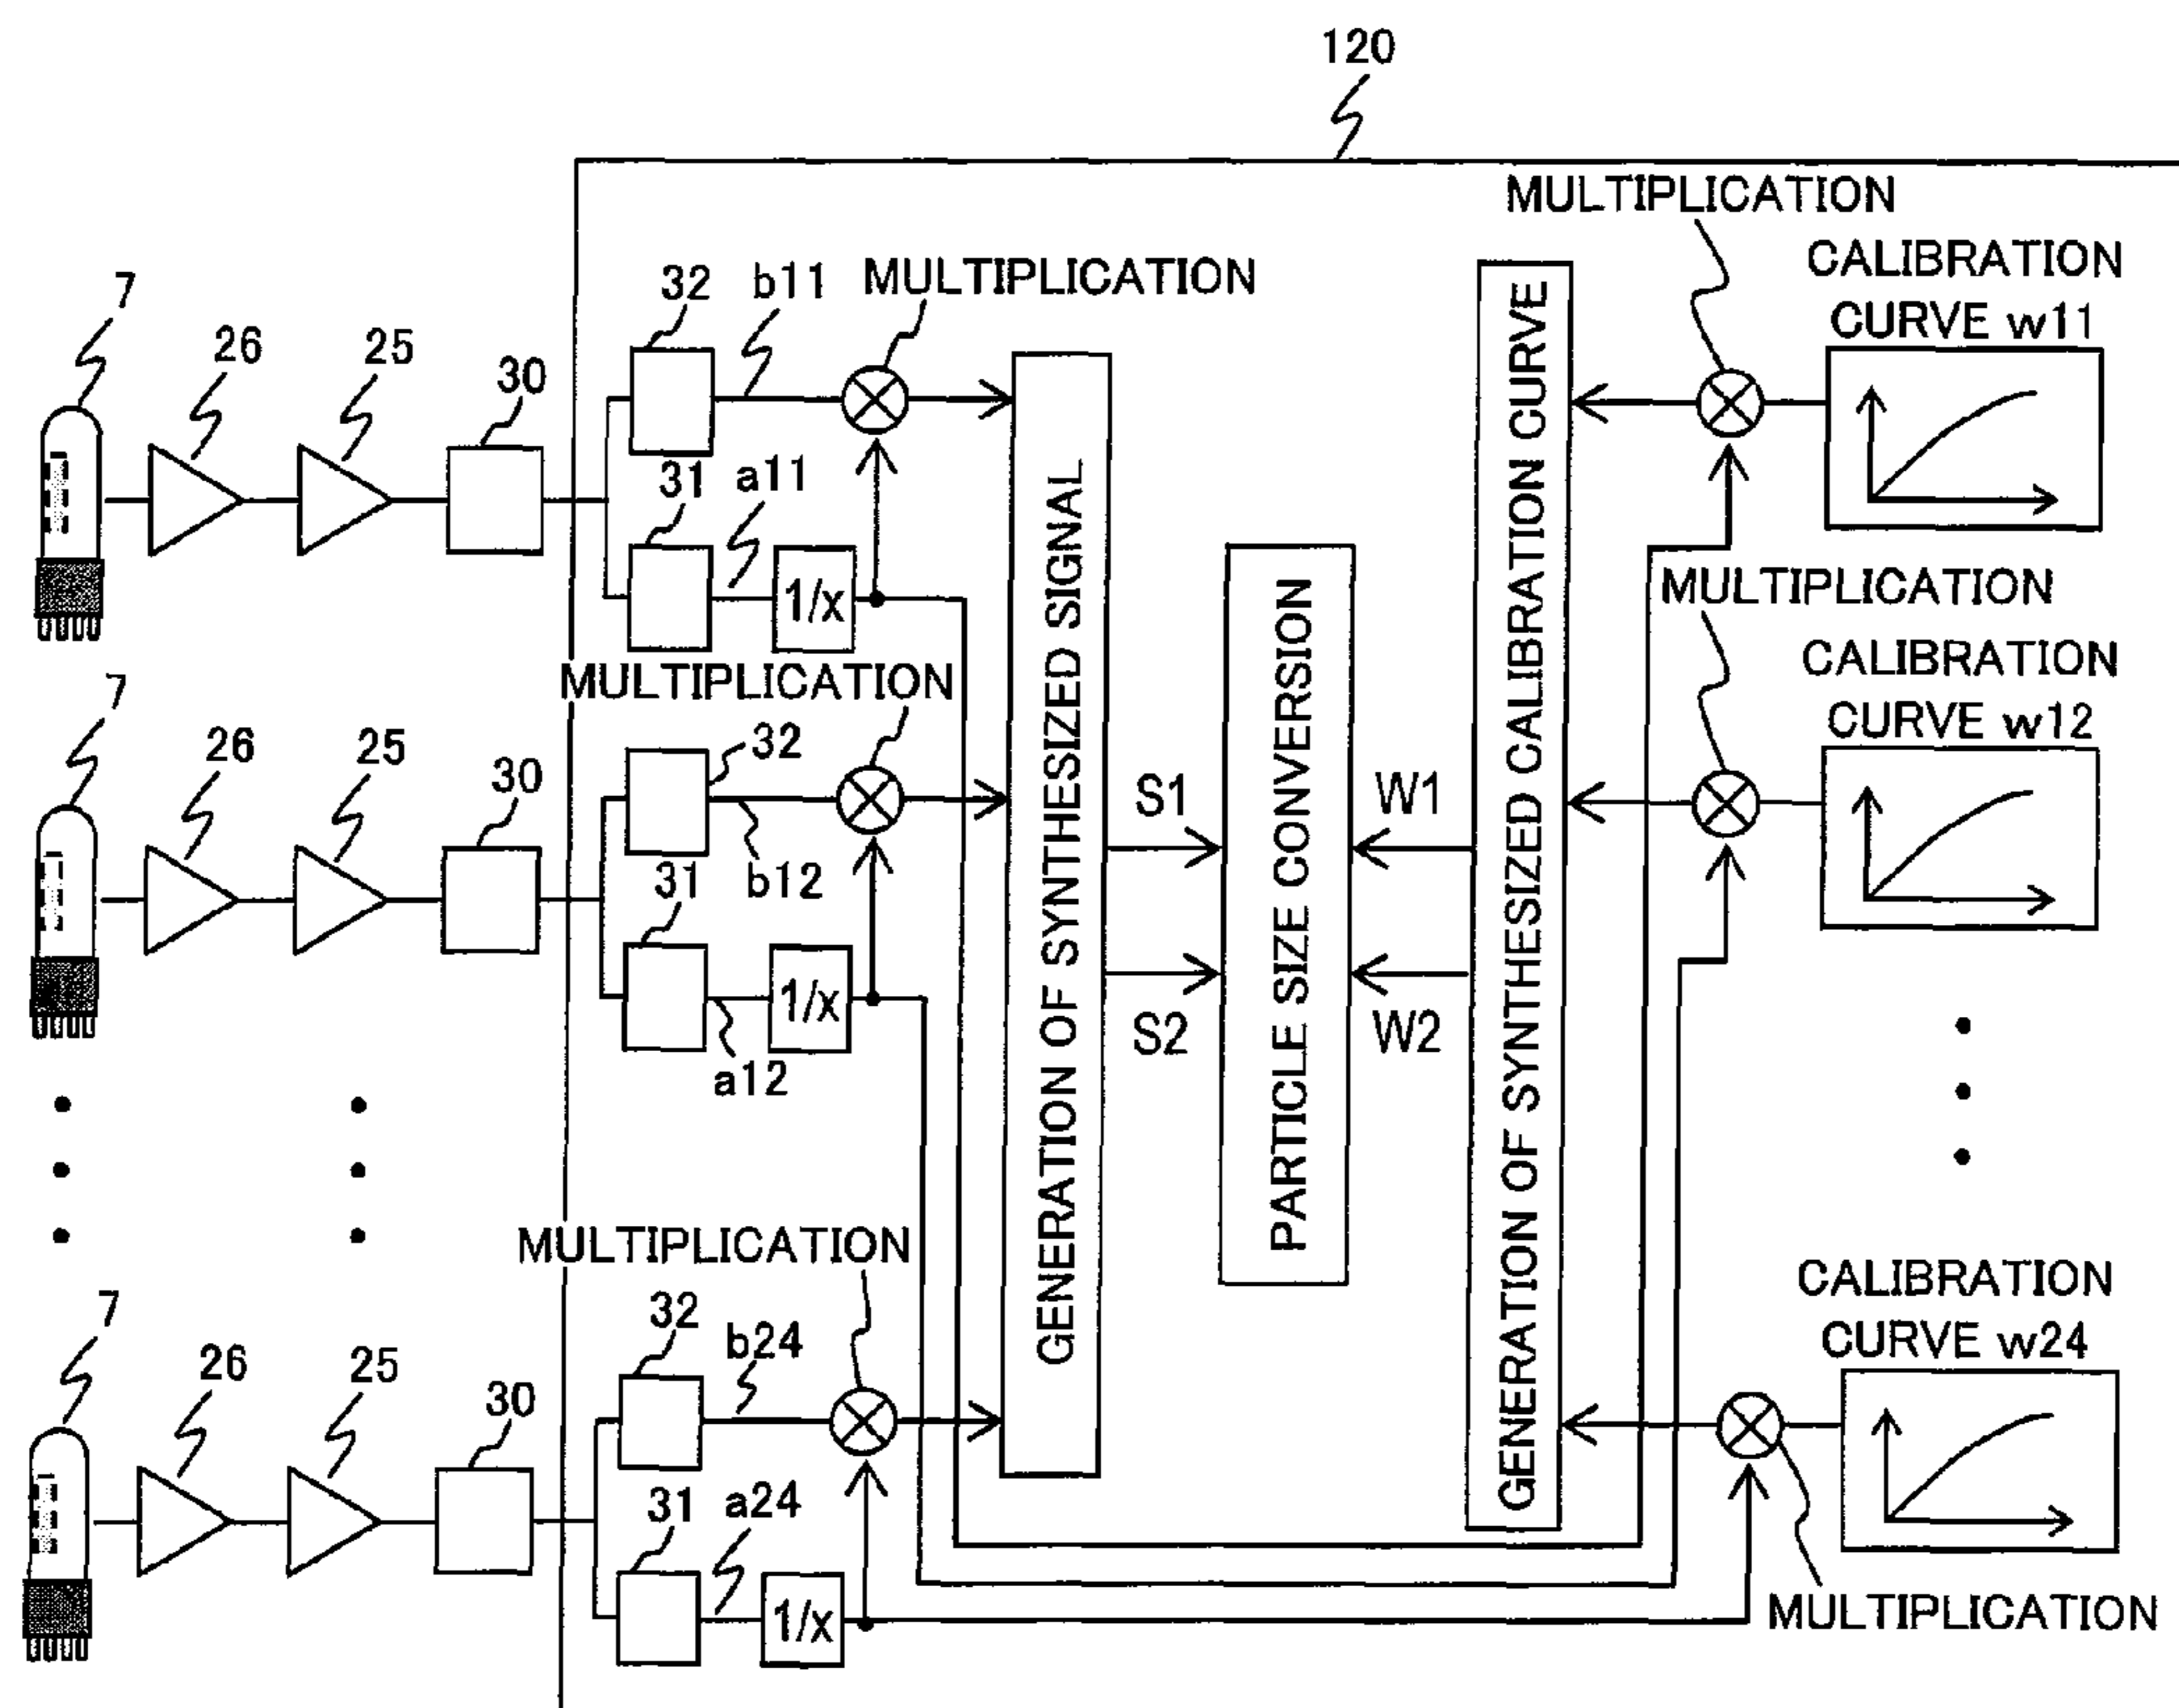 120
MULTIPLICATION
CALIBRATION
CURVE w11
7
26
25
30
32
b11
MULTIPLICATION
31
a11
1/x
MULTIPLICATION
CALIBRATION
CURVE w12
7
26
25
30
MULTIPLICATION
32
b12
31
a12
1/x
GENERATION OF SYNTHESIZED SIGNAL
S1
S2
PARTICLE SIZE CONVERSION
W1
W2
GENERATION OF SYNTHESIZED CALIBRATION CURVE
7
26
25
30
MULTIPLICATION
32
b24
31
a24
1/x
CALIBRATION
CURVE w24
MULTIPLICATION